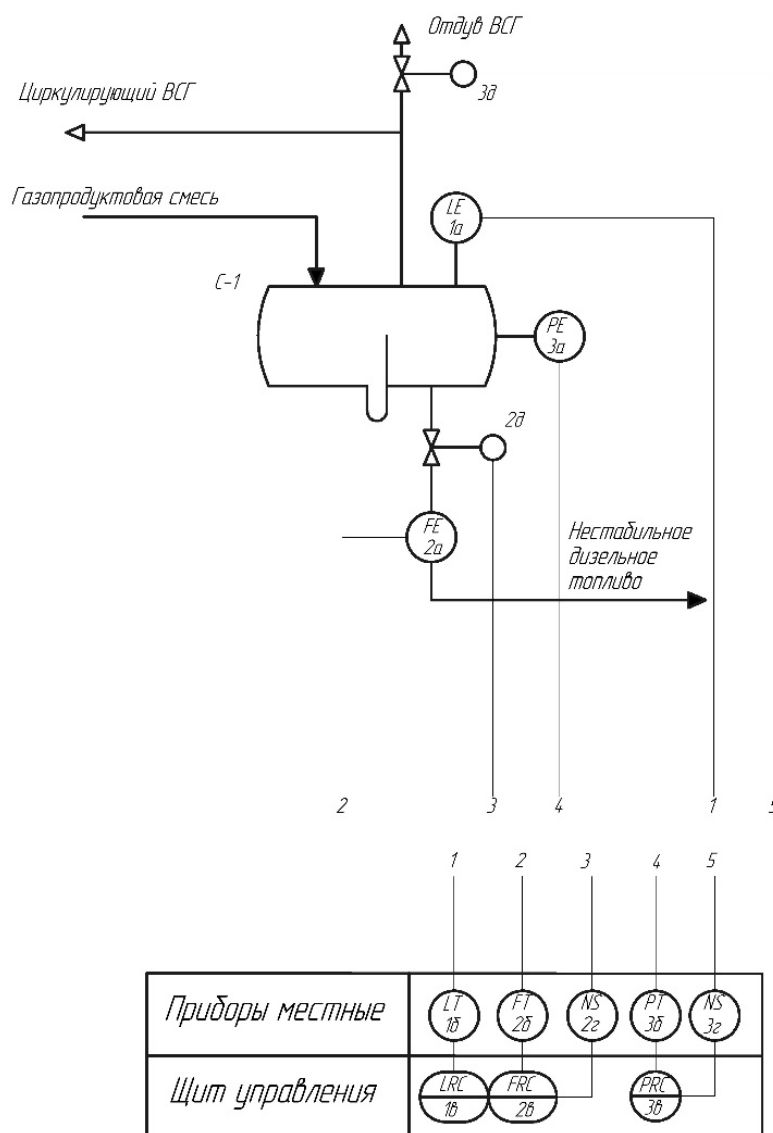 Отдув ВСГ
3д
Циркулирующий ВСГ
Газопродуктовая смесь
LE
1а
С-1
PE
3а
2д
FE
2а
Нестабильное
дизельное
топливо
2 3 4 1 5
1 2 3 4 5
Приборы местные
LT
1б
FT
2б
NS
2г
PT
3б
NS
3г
Щит управления
LRC
1в
FRC
2в
PRC
3в